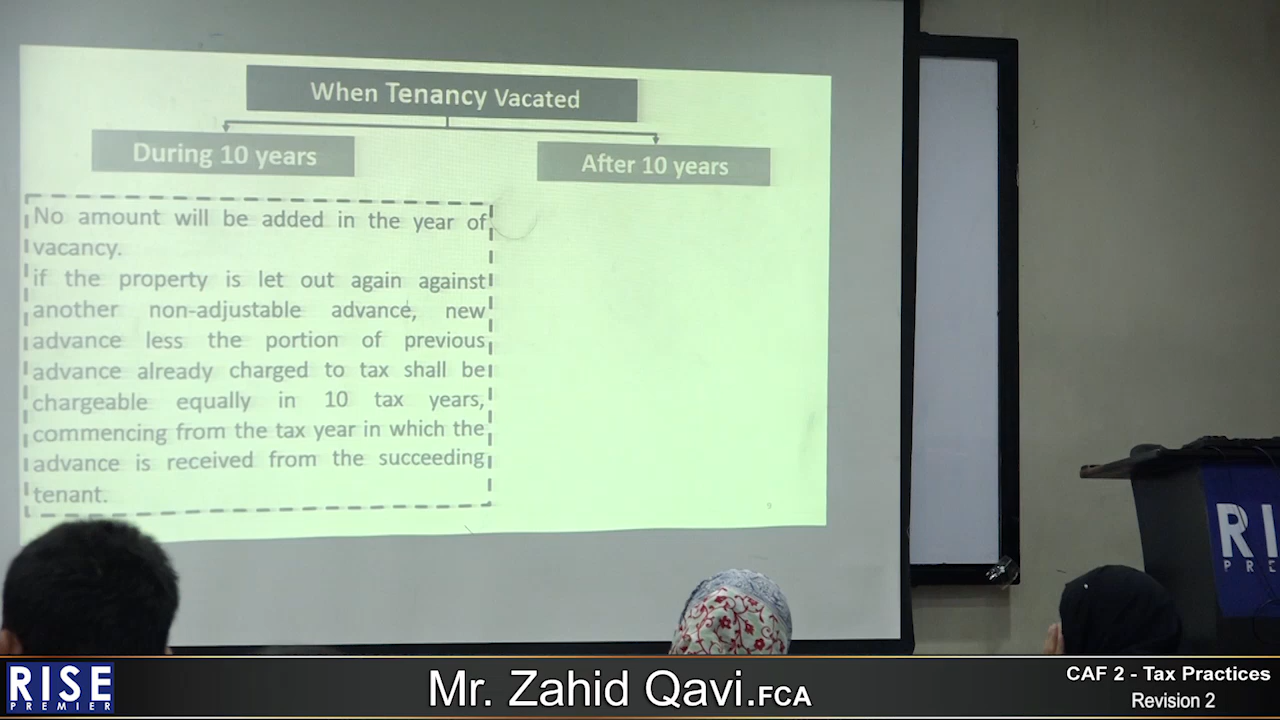 When Tenancy Vacated
During 10 years
After 10 years
No amount will be added in the year of
vacancy.
if the property is let out again against
another non-adjustable advance, new
advance less the portion of previous
advance already charged to tax shall be
chargeable equally in 10 tax years,
commencing from the tax year in which the
advance is received from the succeeding
tenant.
9
RI
PRE
RISE
PREMIER
Mr. Zahid Qavi.FCA
CAF 2 - Tax Practices
Revision 2